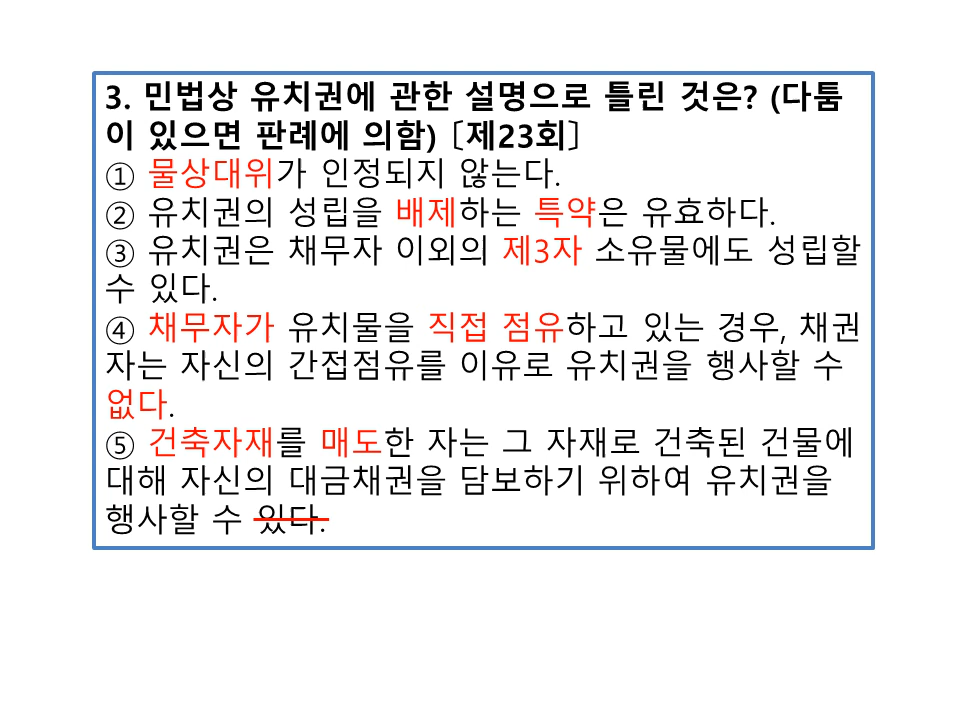 3. 민법상 유치권에 관한 설명으로 틀린 것은? (다툼
이 있으면 판례에 의함) 〔제23회〕
① 물상대위가 인정되지 않는다.
② 유치권의 성립을 배제하는 특약은 유효하다.
③ 유치권은 채무자 이외의 제3자 소유물에도 성립할
수 있다.
④ 채무자가 유치물을 직접 점유하고 있는 경우, 채권
자는 자신의 간접점유를 이유로 유치권을 행사할 수
없다.
⑤ 건축자재를 매도한 자는 그 자재로 건축된 건물에
대해 자신의 대금채권을 담보하기 위하여 유치권을
행사할 수 있다.